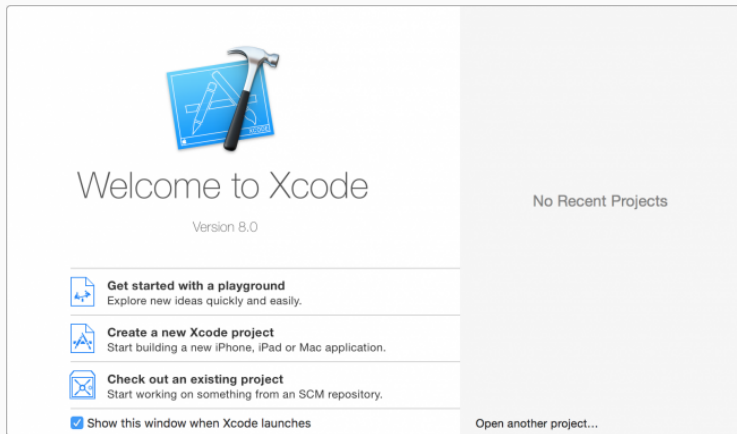 XCODE
Welcome to Xcode
Version 8.0
Get started with a playground
Explore new ideas quickly and easily.
Create a new Xcode project
Start building a new iPhone, iPad or Mac application.
Check out an existing project
Start working on something from an SCM repository.
Show this window when Xcode launches
No Recent Projects
Open another project...